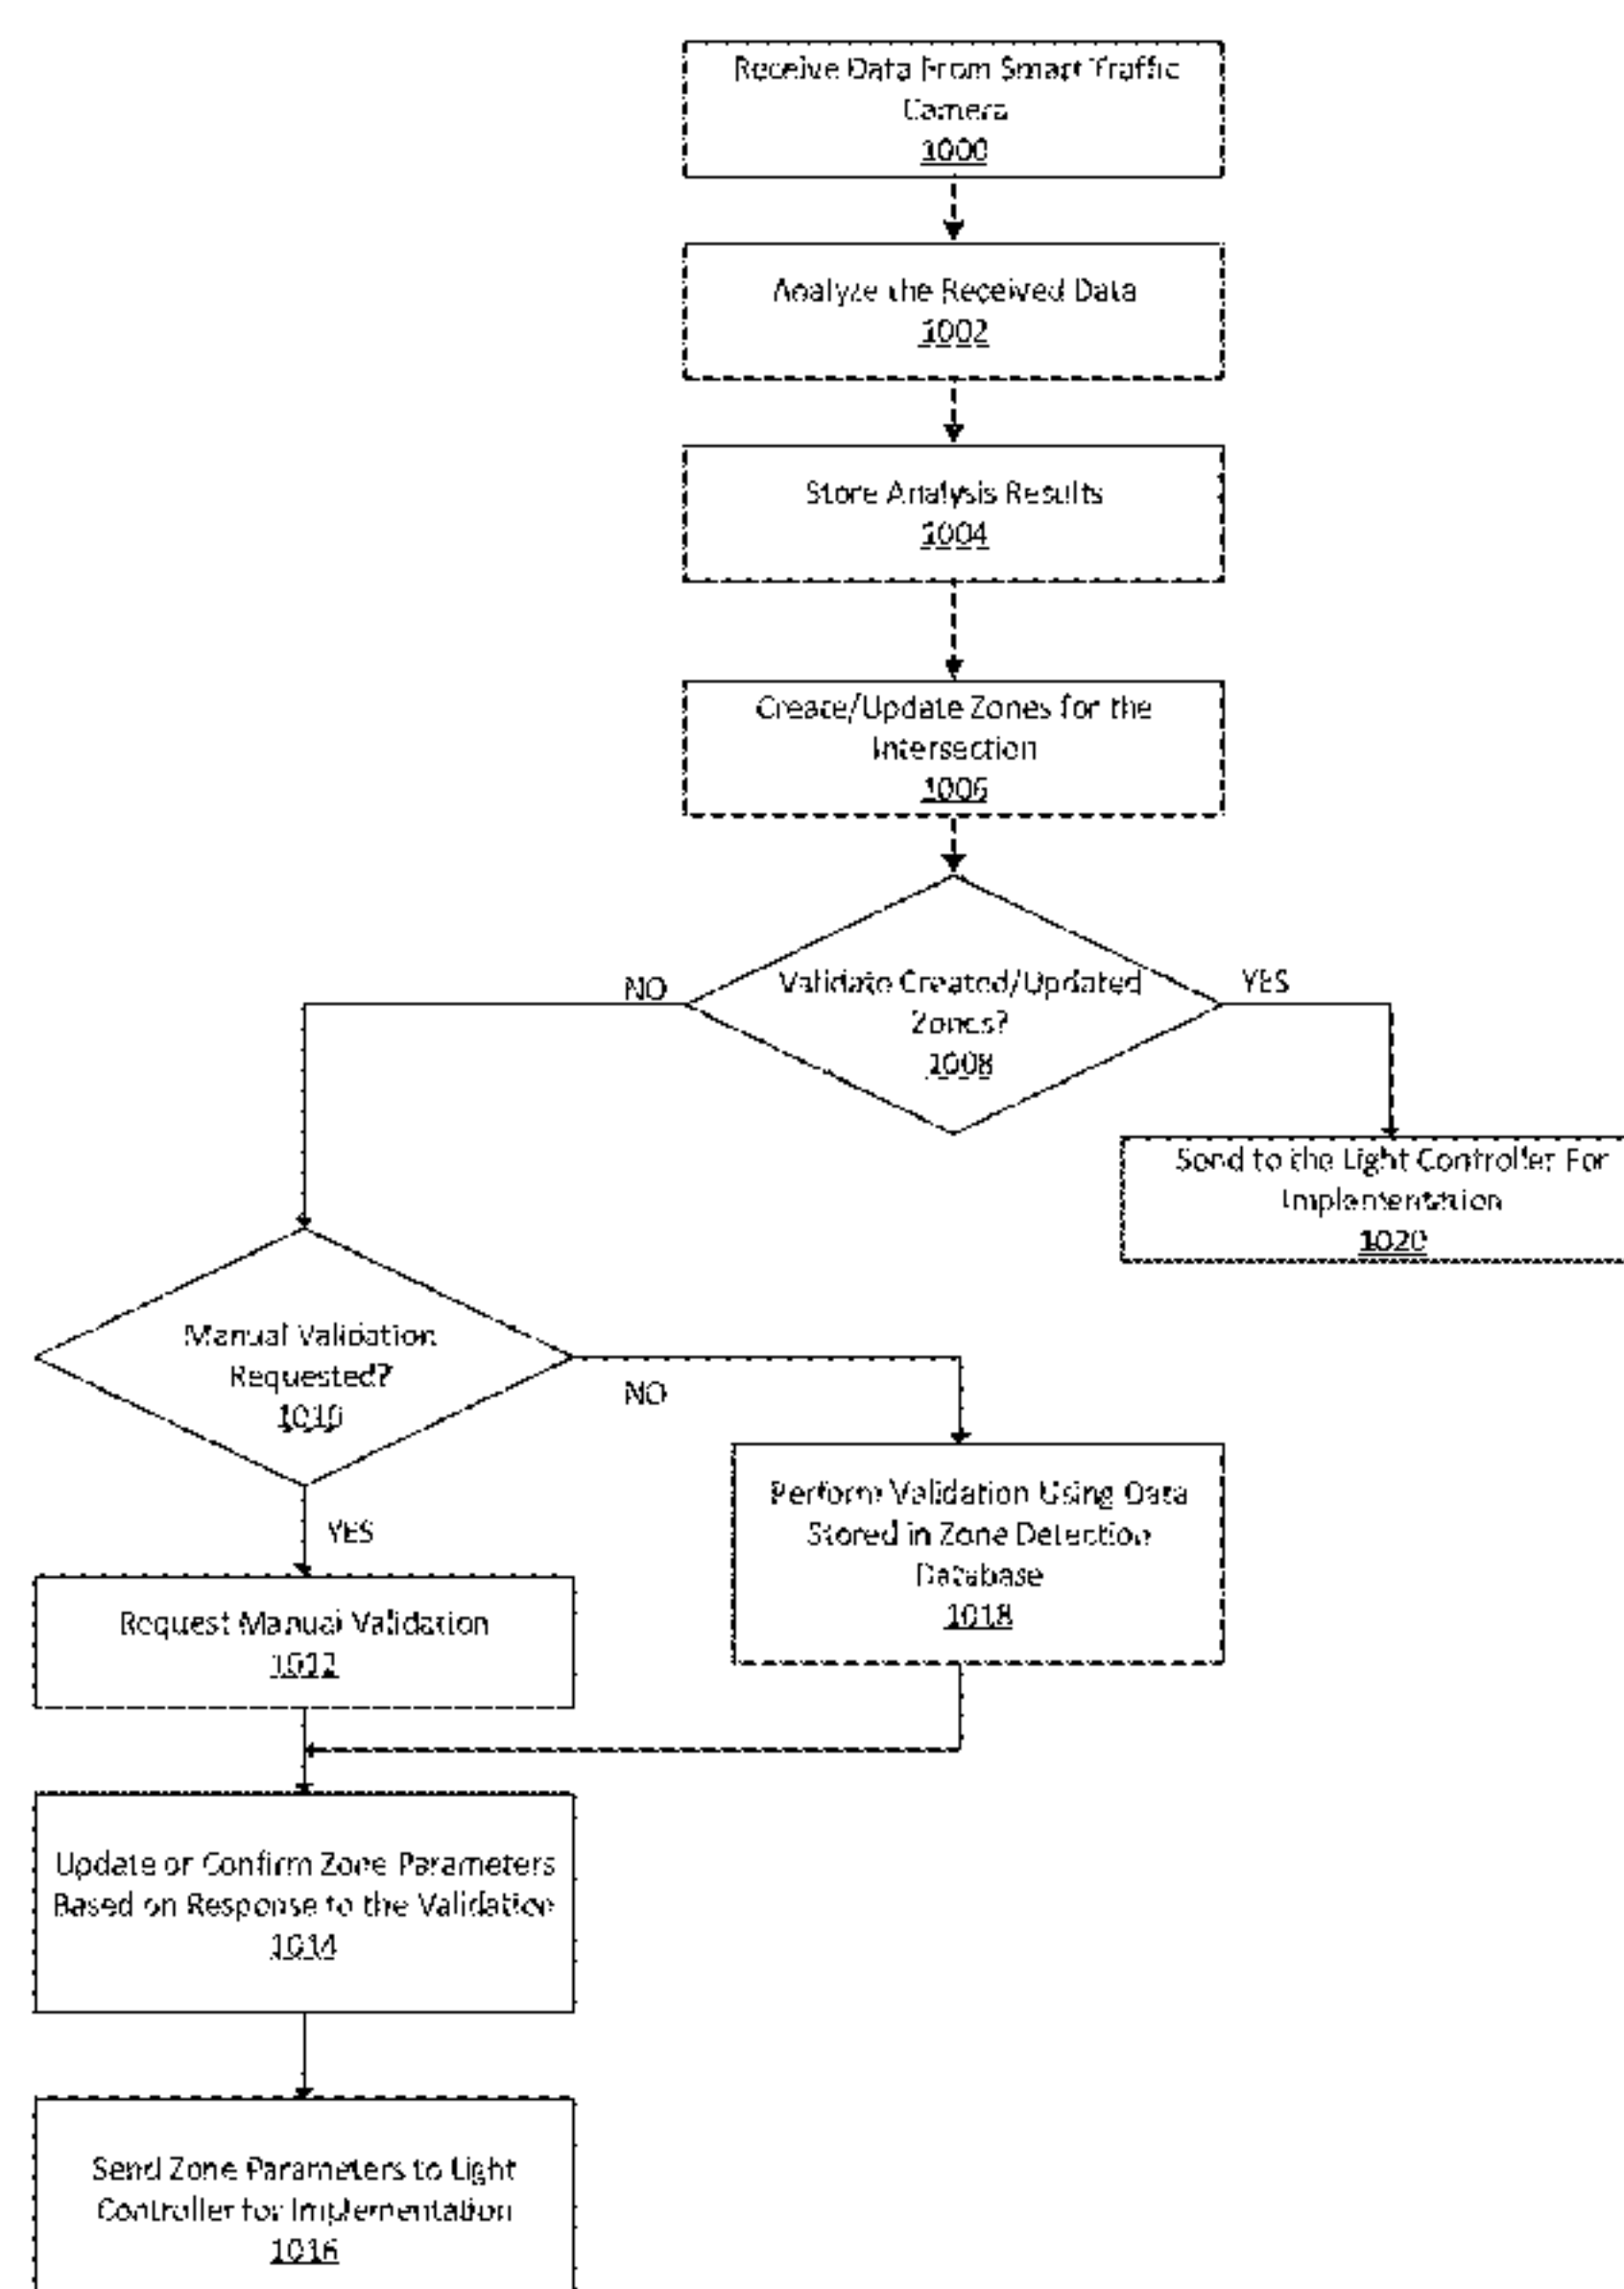 Receive Data From Smart Traffic
Camera
1000
Analyze the Received Data
1002
Store Analysis Results
1004
Create/Update Zones for the
Intersection
1006
NO
Validate Created/Updated
Zones?
1008
YES
Send to the Light Controller For
Implementation
1020
Manual Validation
Requested?
1010
NO
YES
Perform Validation Using Data
Stored in Zone Detection
Database
1018
Request Manual Validation
1012
Update or Confirm Zone Parameters
Based on Response to the Validation
1014
Send Zone Parameters to Light
Controller for Implementation
1016